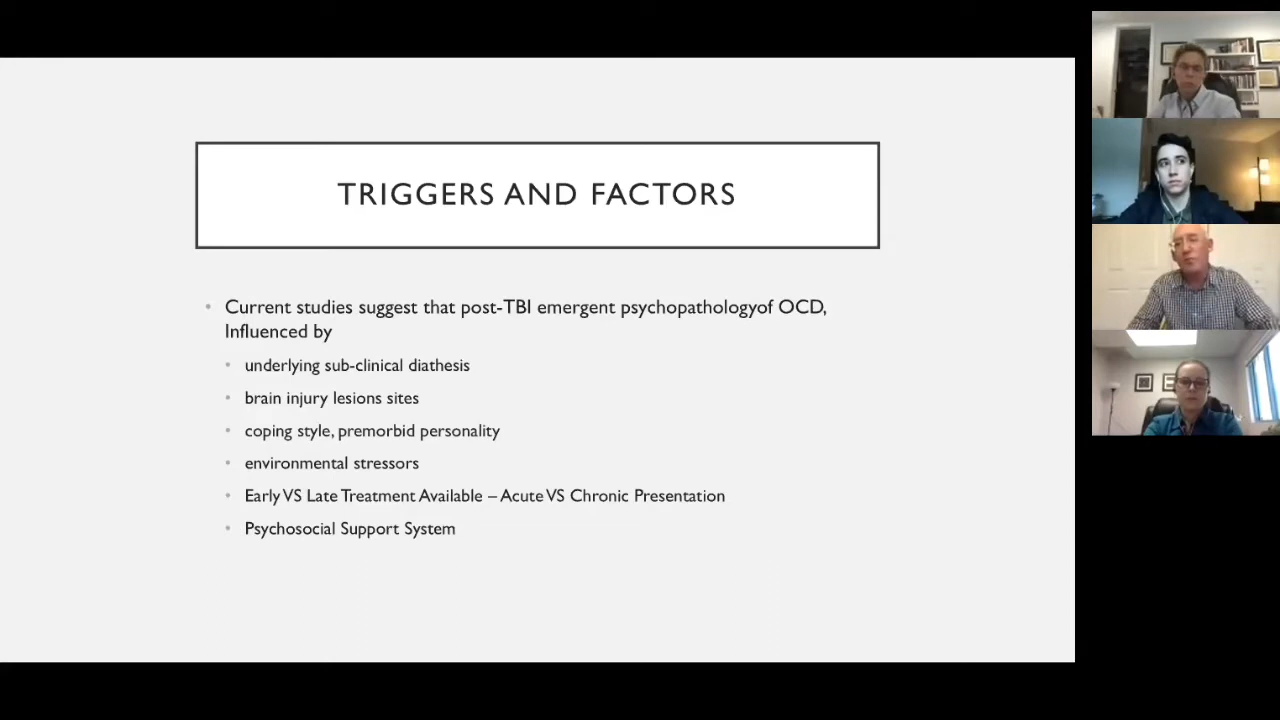 TRIGGERS AND FACTORS
• Current studies suggest that post-TBI emergent psychopathologyof OCD,
Influenced by
• underlying sub-clinical diathesis
• brain injury lesions sites
• coping style, premorbid personality
• environmental stressors
• Early VS Late Treatment Available – Acute VS Chronic Presentation
• Psychosocial Support System